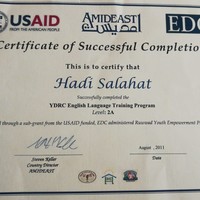 USAID
FROM THE AMERICAN PEOPLE
AMIDEAST
أمديست
EDC
Certificate of Successful Completion
This is to certify that
Hadi Salahat
Successfully completed the
YDRC English Language Training Program
Level: 2A
through a sub-grant from the USAID funded, EDC administered Ruwwad Youth Empowerment
Steven Keller
Country Director
AMIDEAST
August, 2011
Date